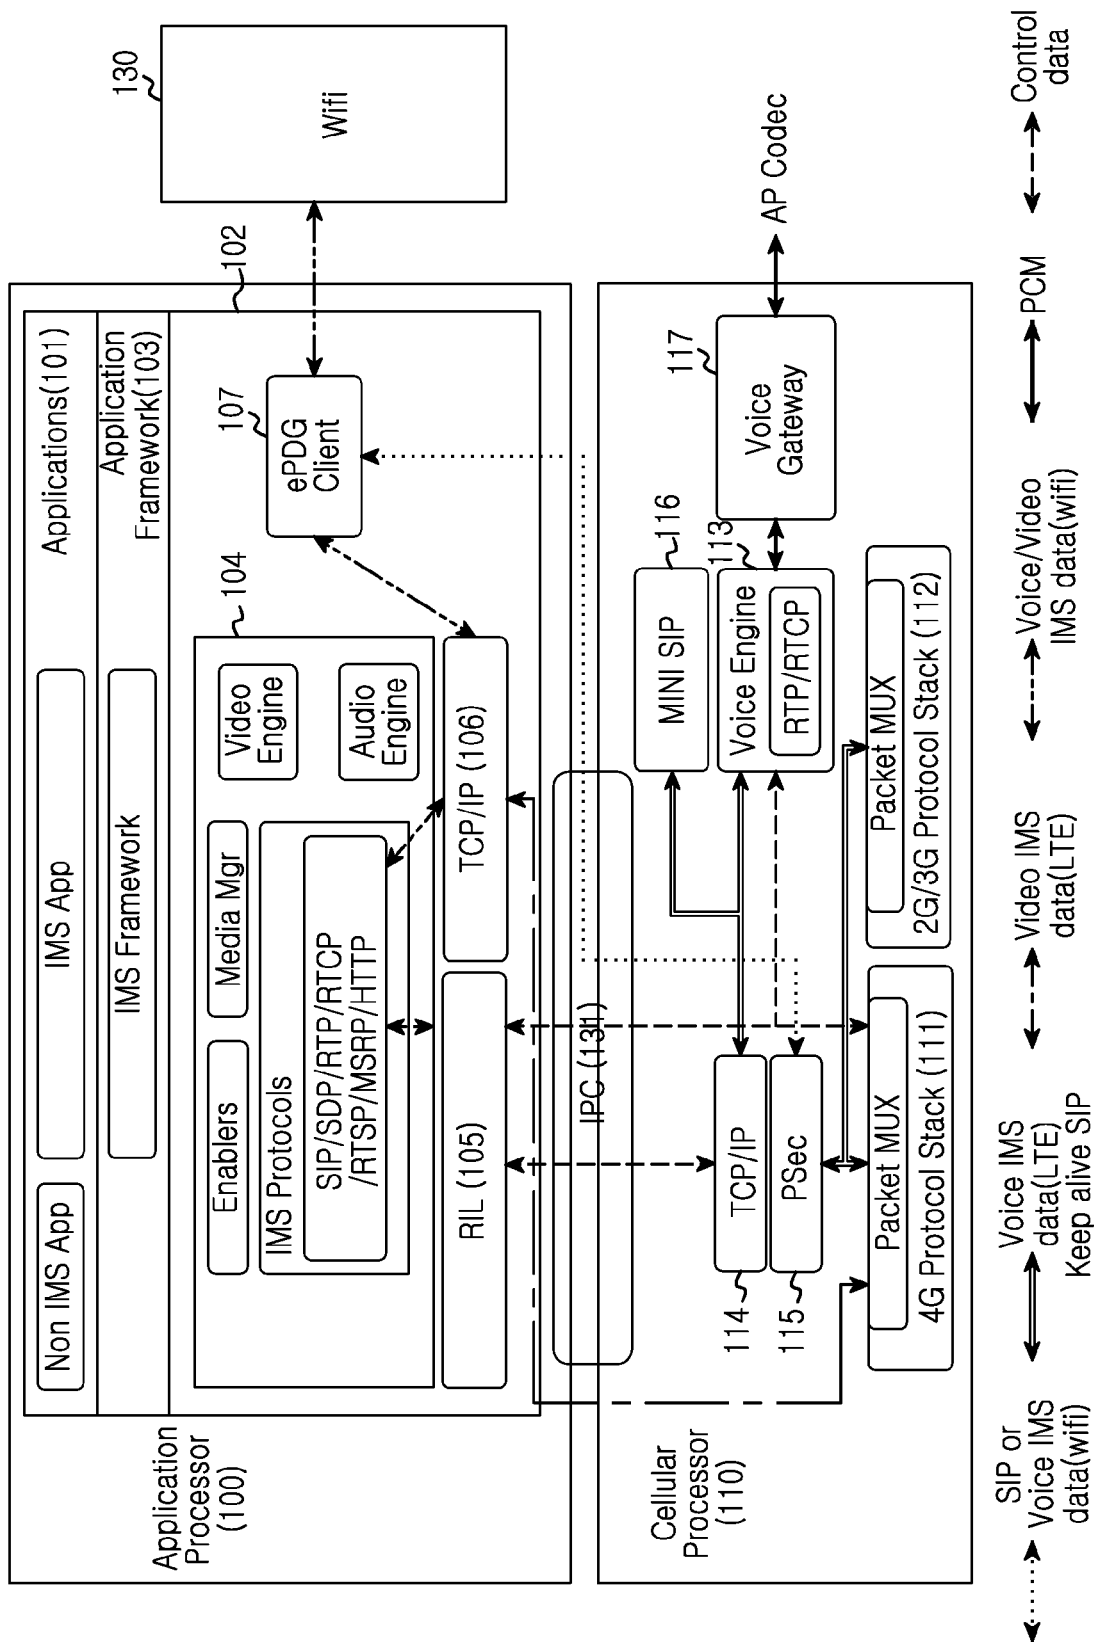 Application
Processor
(100)
Applications(101)
Non IMS App
IMS App
Application
Framework(103)
IMS Framework
102
104
Enablers
Media Mgr
Video
Engine
Audio
Engine
IMS Protocols
SIP/SDP/RTP/RTCP
/RTSP/MSRP/HTTP
107
ePDG
Client
130
Wifi
RIL (105)
TCP/IP (106)
IPC (131)
Cellular
Processor
(110)
114
TCP/IP
115
PSec
MINI SIP
116
Voice Engine
113
RTP/RTCP
117
Voice
Gateway
AP Codec
Packet MUX
4G Protocol Stack (111)
Packet MUX
2G/3G Protocol Stack (112)
SIP or
Voice IMS
data(wifi)
Voice IMS
data(LTE)
Keep alive SIP
Video IMS
data(LTE)
Voice/Video
IMS data(wifi)
PCM
Control
data